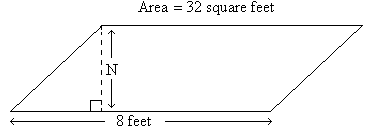 Area = 32 square feet
N
8 feet